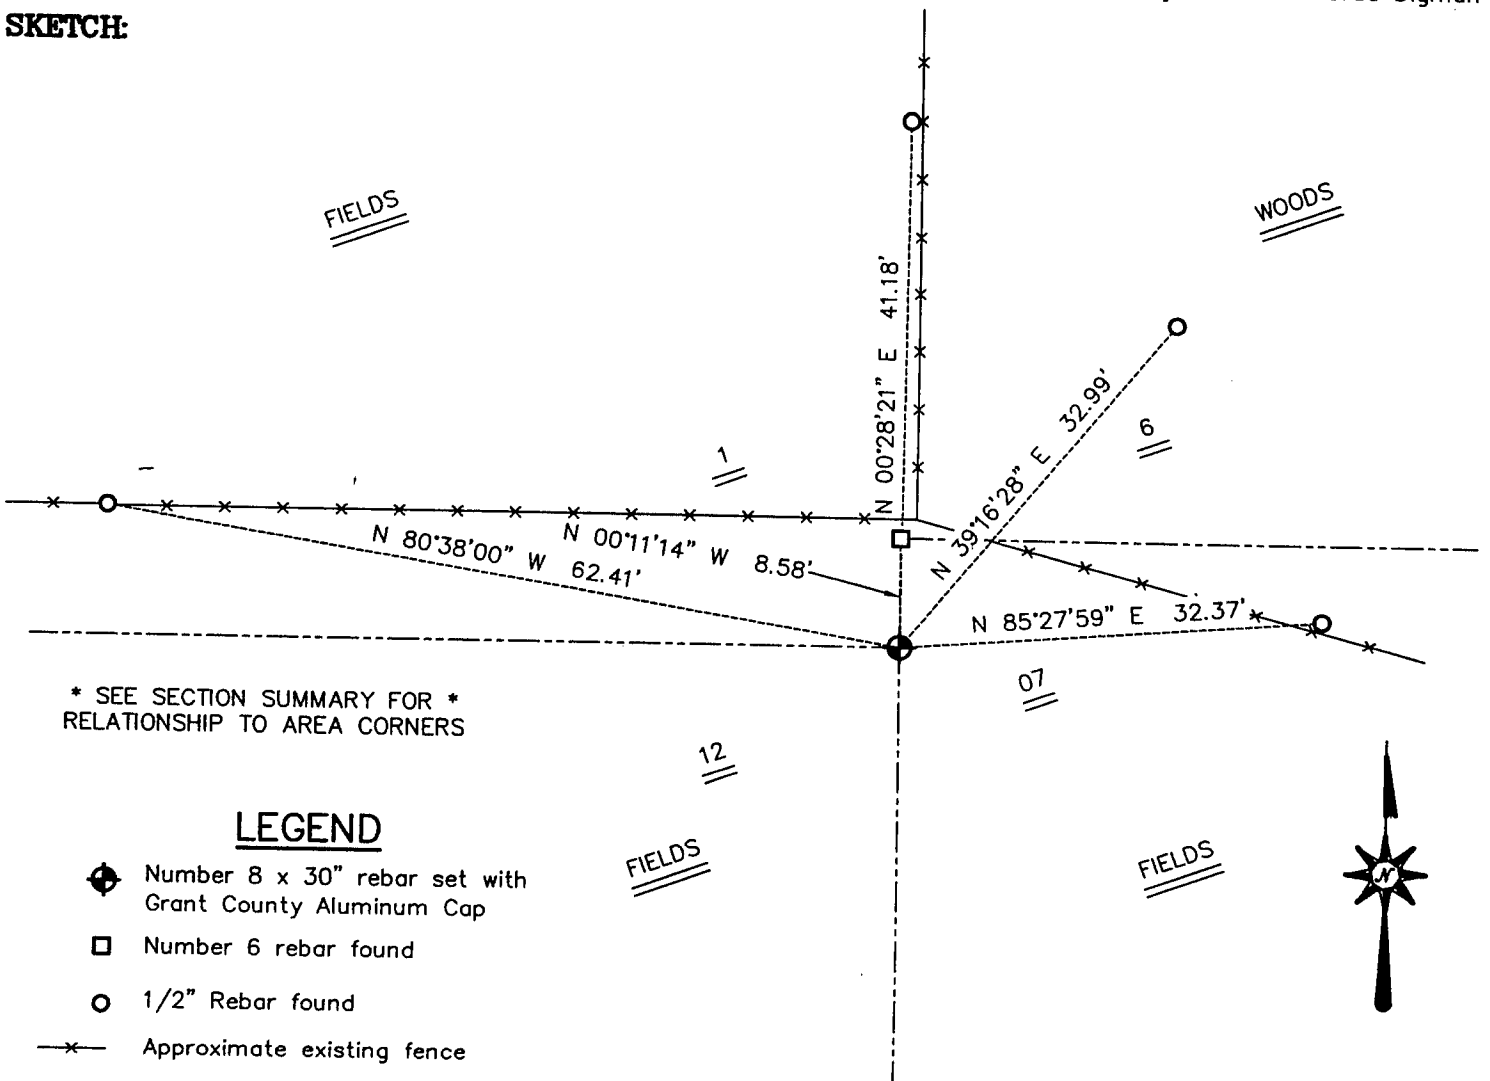 SKETCH:
FIELDS
WOODS
N 00°28'21" E 41.18'
N 39°16'28" E 32.99'
6
1
N 80°38'00" W 62.41'
N 00°11'14" W 8.58'
N 85°27'59" E 32.37'
07
* SEE SECTION SUMMARY FOR *
RELATIONSHIP TO AREA CORNERS
12
LEGEND
Number 8 x 30" rebar set with
Grant County Aluminum Cap
Number 6 rebar found
1/2" Rebar found
Approximate existing fence
FIELDS
FIELDS
N